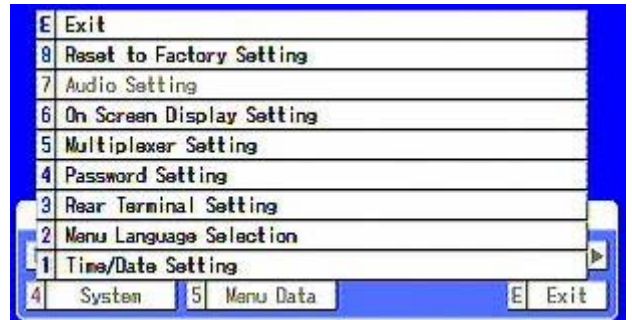 E Exit
8 Reset to Factory Setting
7 Audio Setting
6 On Screen Display Setting
5 Multiplexer Setting
4 Password Setting
3 Rear Terminal Setting
2 Menu Language Selection
1 Time/Date Setting
4 System 5 Menu Data E Exit